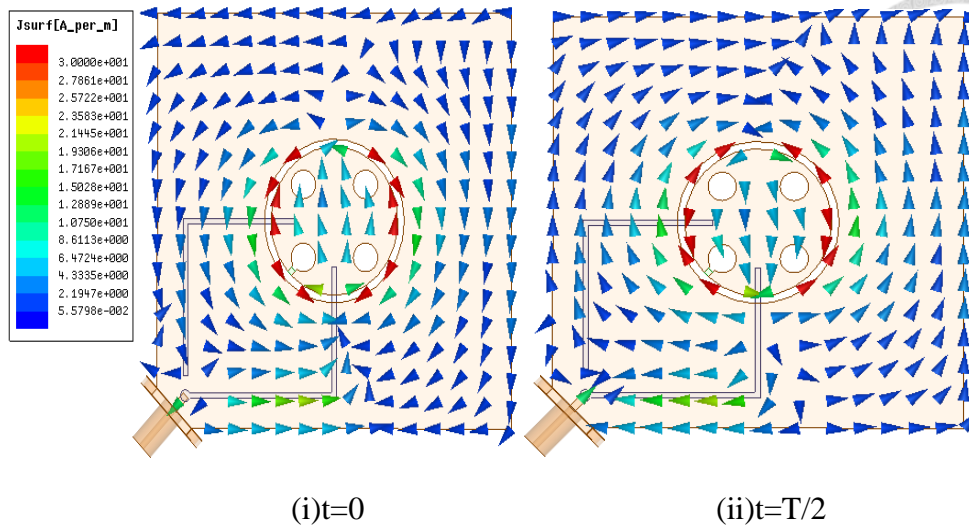 Jsurf[A_per_m]
3.0000e+001
2.7861e+001
2.5722e+001
2.3583e+001
2.1445e+001
1.9306e+001
1.7167e+001
1.5028e+001
1.2889e+001
1.0750e+001
8.6113e+000
6.4724e+000
4.3335e+000
2.1947e+000
5.5798e-002
(i)t=0
(ii)t=T/2